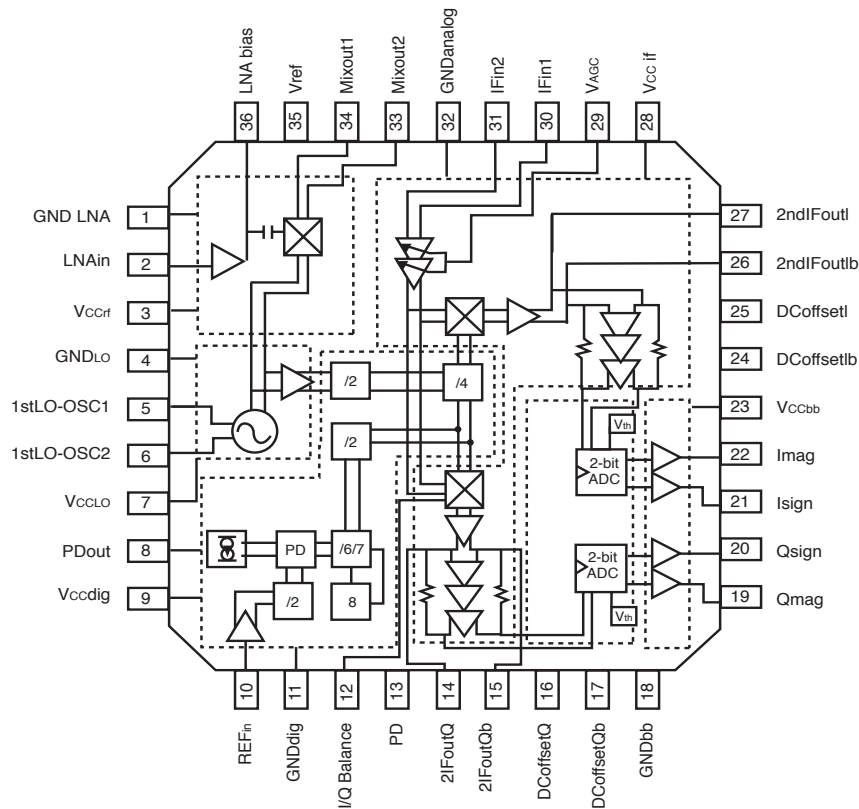 LNA bias
Vref
Mixout1
Mixout2
GNDanalog
IFin2
IFin1
VAGC
Vcc if
36
35
34
33
32
31
30
29
28
GND LNA
1
LNAin
2
VCCrf
3
GNDLO
4
1stLO-OSC1
5
1stLO-OSC2
6
VCCLO
7
PDout
8
VCCdig
9
27
2ndIFoutI
26
2ndIFoutIb
25
DCoffsetI
24
DCoffsetIb
23
VCCbb
22
Imag
21
Isign
20
Qsign
19
Qmag
/2
/4
/2
PD
/6/7
/2
8
Vth
2-bit
ADC
2-bit
ADC
Vth
10
11
12
13
14
15
16
17
18
REFin
GNDdig
I/Q Balance
PD
2IFoutQ
2IFoutQb
DCoffsetQ
DCoffsetQb
GNDbb